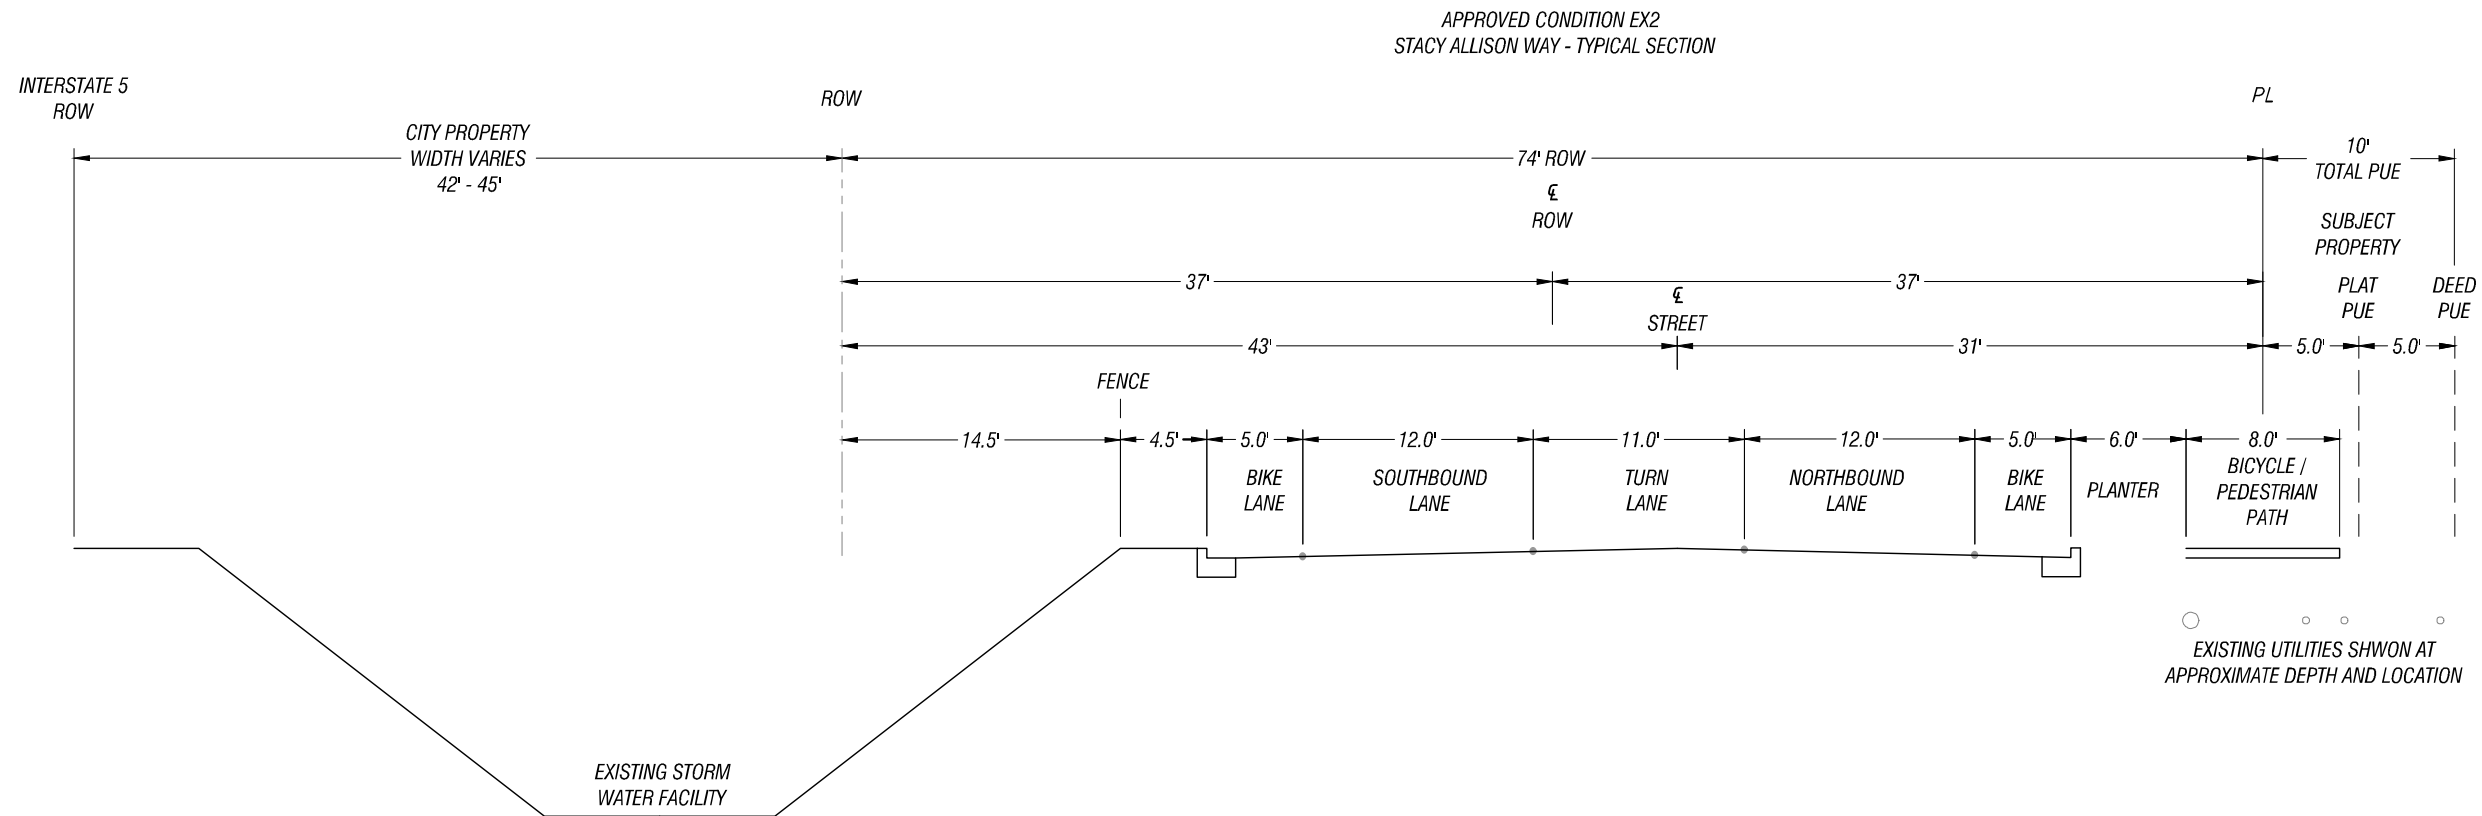 APPROVED CONDITION EX2
STACY ALLISON WAY - TYPICAL SECTION
INTERSTATE 5
ROW
ROW
PL
CITY PROPERTY
WIDTH VARIES
42' - 45'
74' ROW
10'
TOTAL PUE
℄
ROW
SUBJECT
PROPERTY
37'
37'
PLAT
PUE
DEED
PUE
℄
STREET
43'
31'
5.0'
5.0'
FENCE
14.5'
4.5'
5.0'
12.0'
11.0'
12.0'
5.0'
6.0'
8.0'
BIKE
LANE
SOUTHBOUND
LANE
TURN
LANE
NORTHBOUND
LANE
BIKE
LANE
PLANTER
BICYCLE /
PEDESTRIAN
PATH
EXISTING UTILITIES SHWON AT
APPROXIMATE DEPTH AND LOCATION
EXISTING STORM
WATER FACILITY